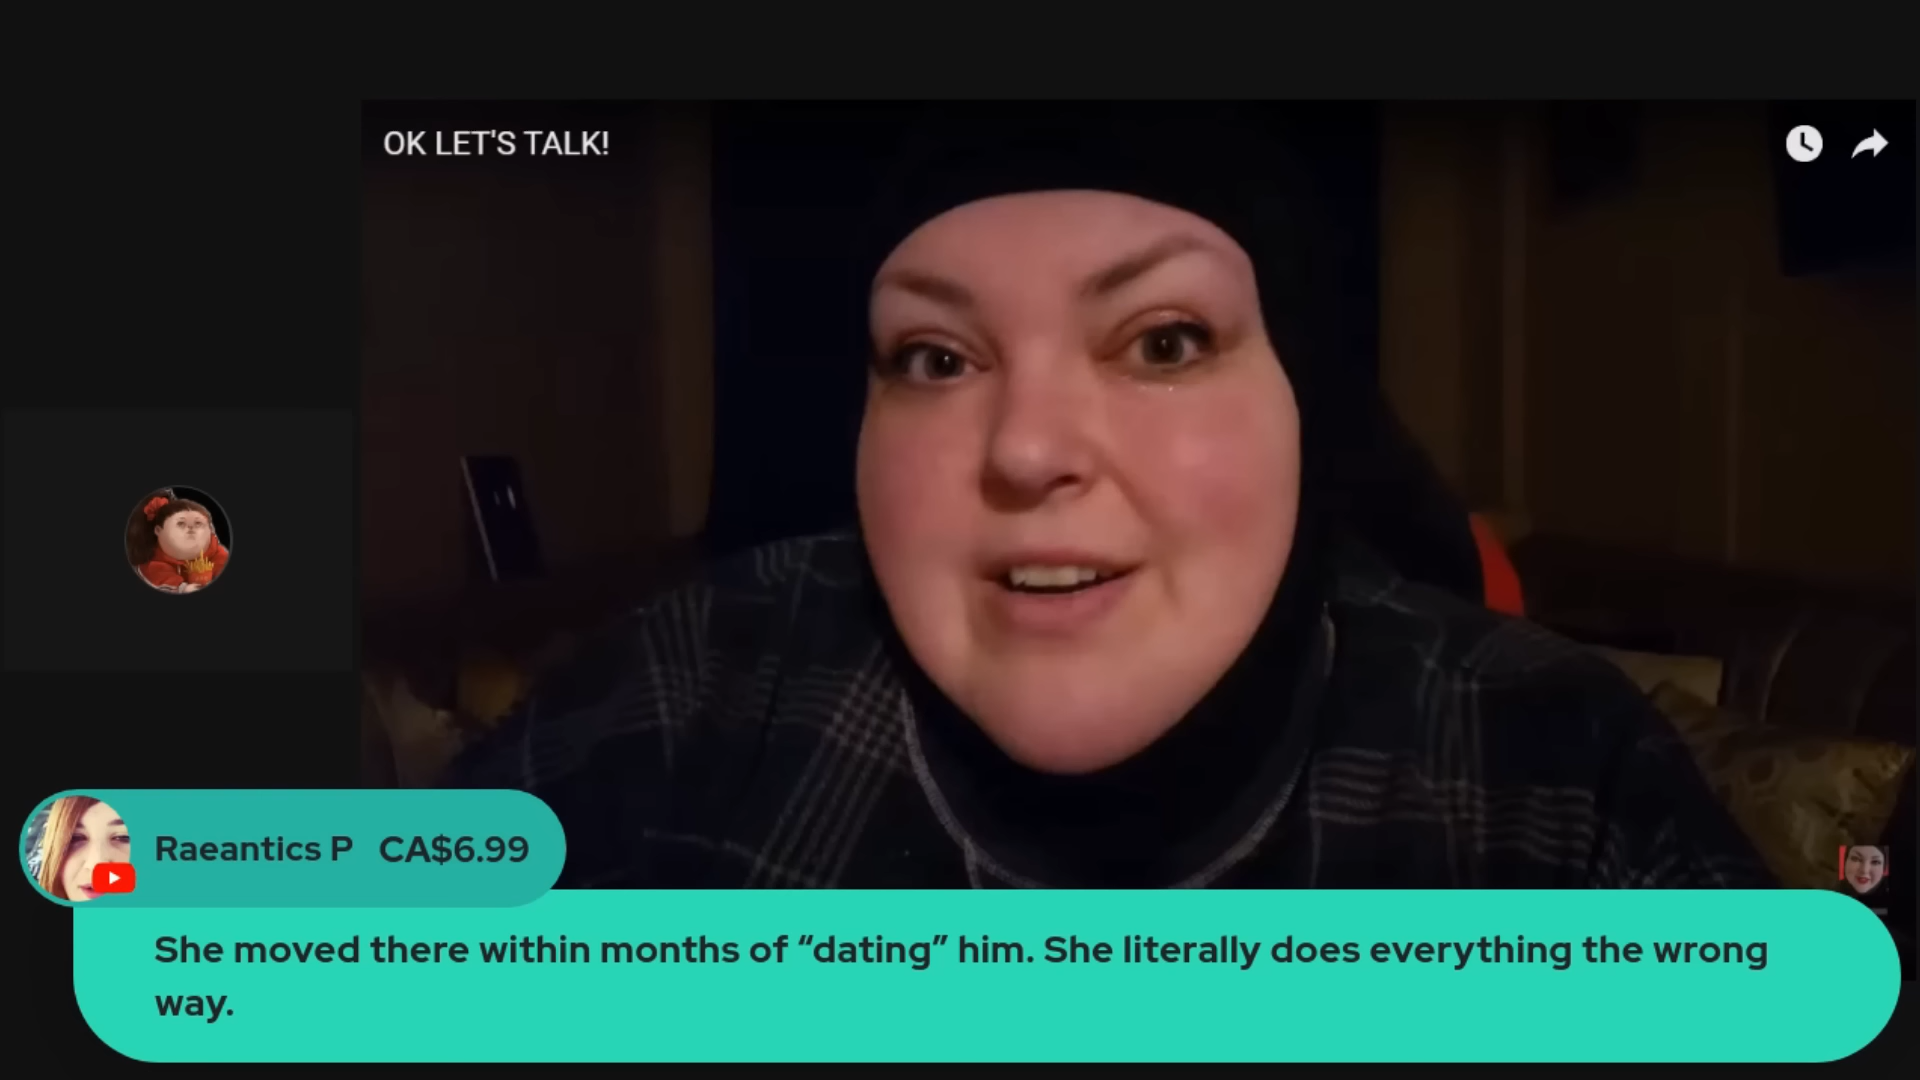 OK LET'S TALK!
Raeantics P CA$6.99
She moved there within months of “dating” him. She literally does everything the wrong
way.